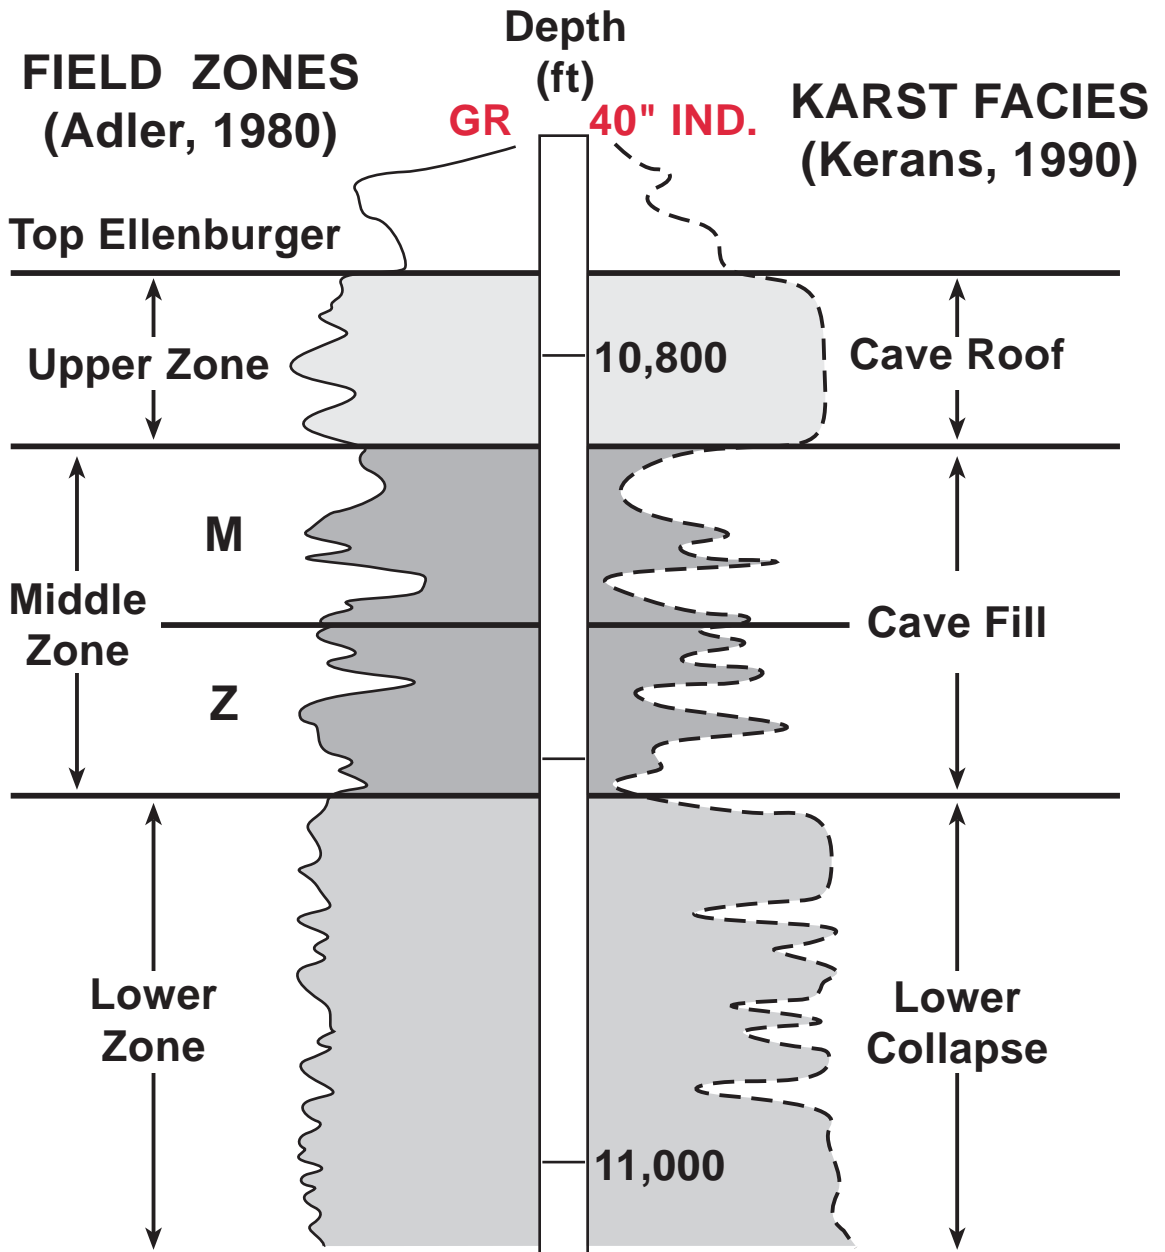 Depth
(ft)
FIELD ZONES
(Adler, 1980)
GR
40" IND.
KARST FACIES
(Kerans, 1990)
Top Ellenburger
Upper Zone
10,800
Cave Roof
M
Middle
Zone
Cave Fill
Z
Lower
Zone
Lower
Collapse
11,000